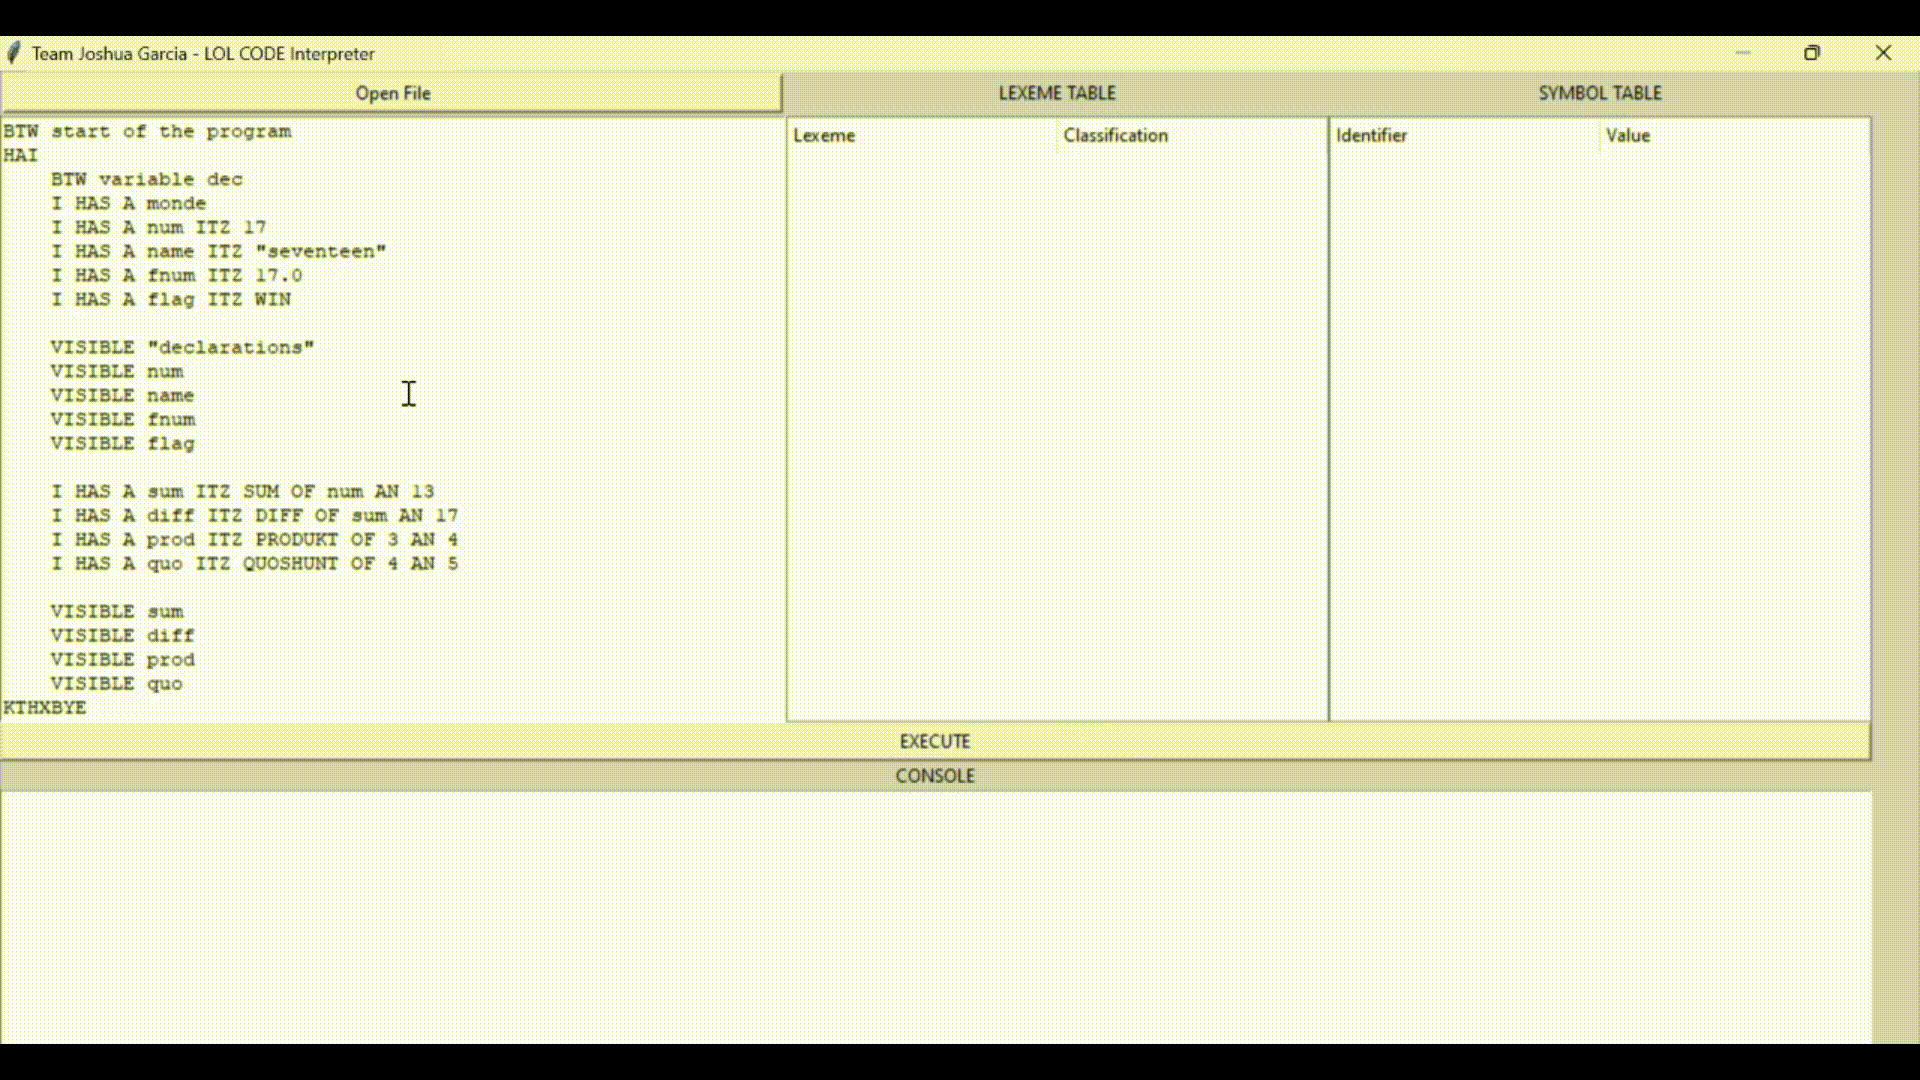 Team Joshua Garcia - LOL CODE Interpreter
Open File
LEXEME TABLE
SYMBOL TABLE
BTW start of the program
HAI
    BTW variable dec
    I HAS A monde
    I HAS A num ITZ 17
    I HAS A name ITZ "seventeen"
    I HAS A fnum ITZ 17.0
    I HAS A flag ITZ WIN
    VISIBLE "declarations"
    VISIBLE num
    VISIBLE name
    VISIBLE fnum
    VISIBLE flag
    I HAS A sum ITZ SUM OF num AN 13
    I HAS A diff ITZ DIFF OF sum AN 17
    I HAS A prod ITZ PRODUKT OF 3 AN 4
    I HAS A quo ITZ QUOSHUNT OF 4 AN 5
    VISIBLE sum
    VISIBLE diff
    VISIBLE prod
    VISIBLE quo
KTHXBYE
Lexeme
Classification
Identifier
Value
EXECUTE
CONSOLE